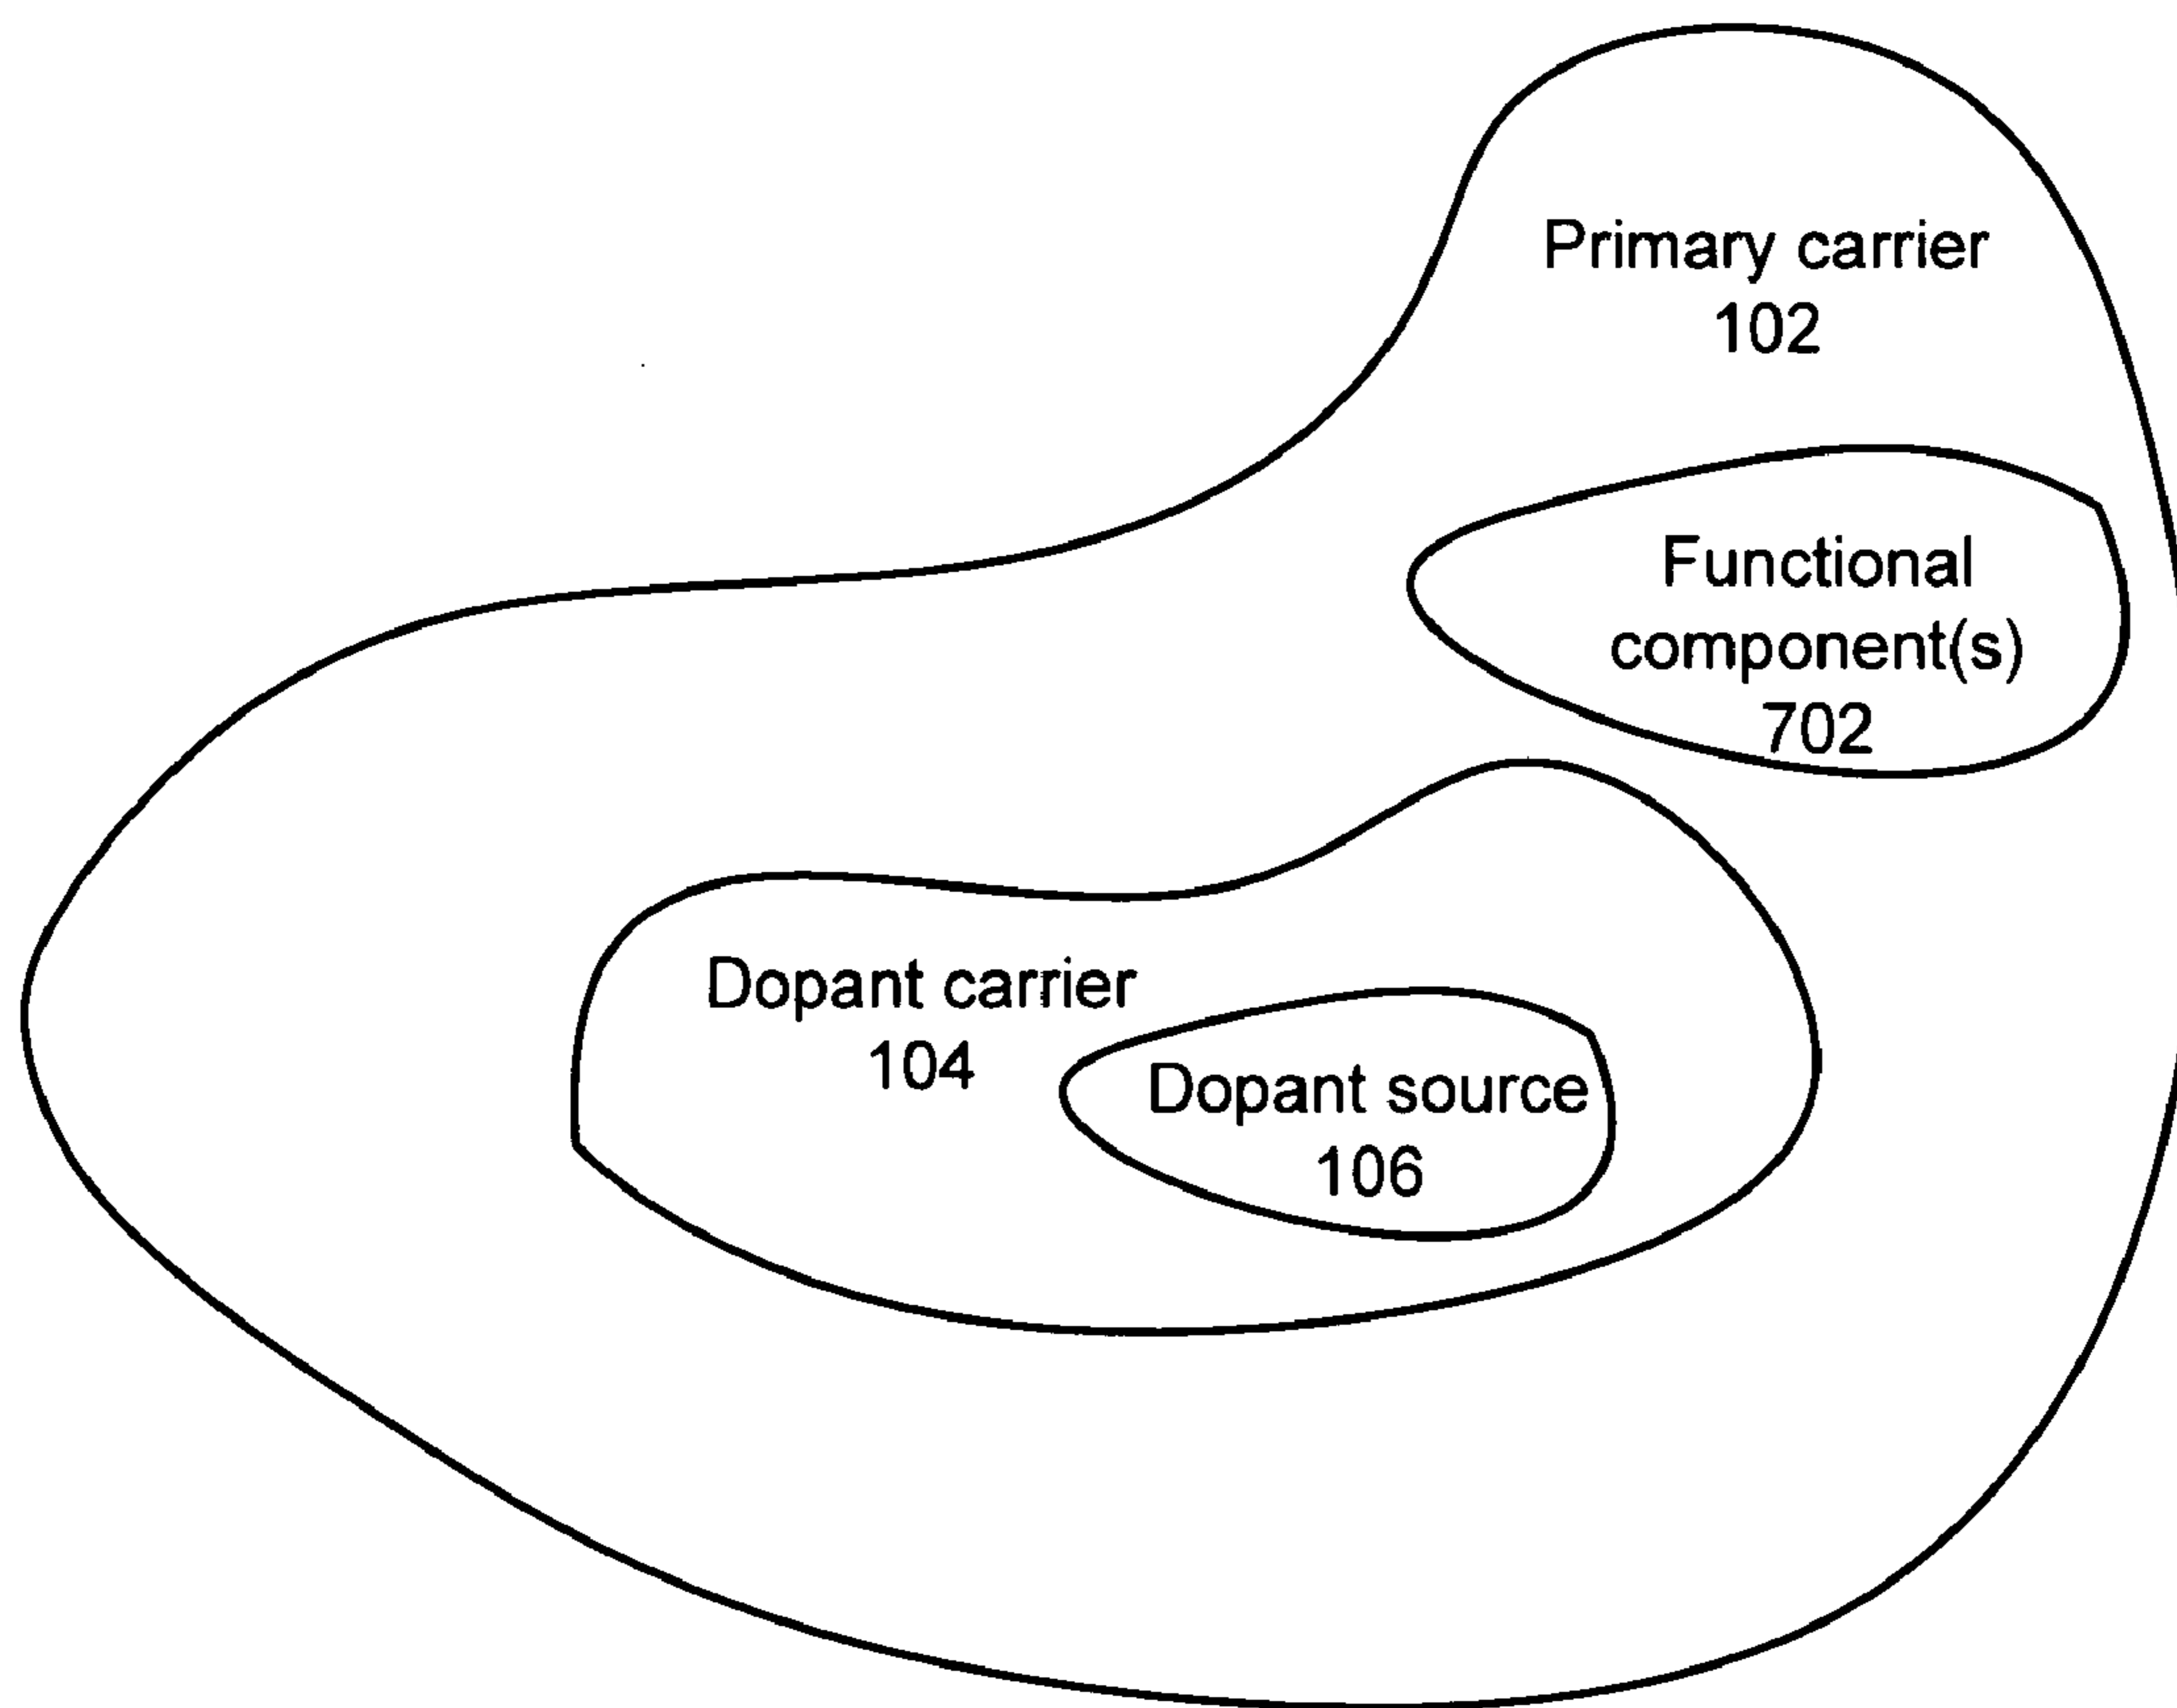 Primary carrier
102
Functional
component(s)
702
Dopant carrier
104
Dopant source
106